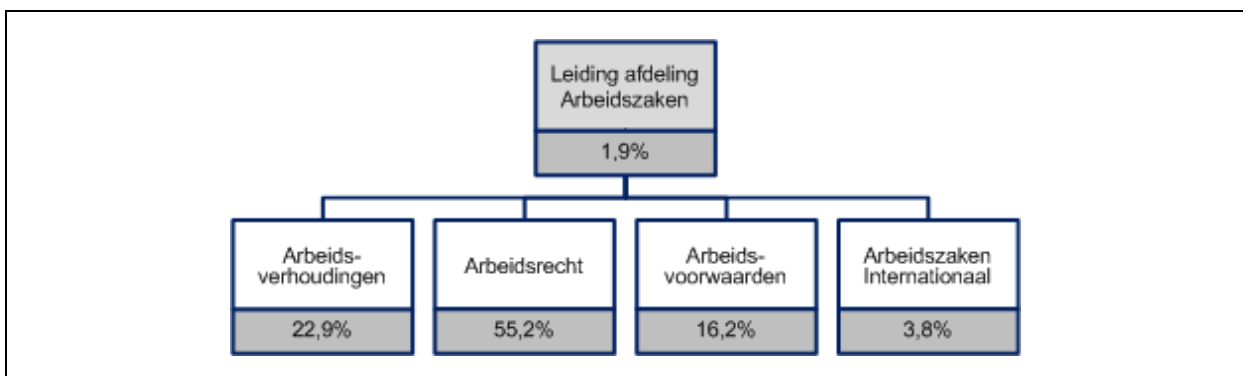 Leiding afdeling
Arbeidszaken
1,9%
Arbeids-
verhoudingen
22,9%
Arbeidsrecht
55,2%
Arbeids-
voorwaarden
16,2%
Arbeidszaken
Internationaal
3,8%